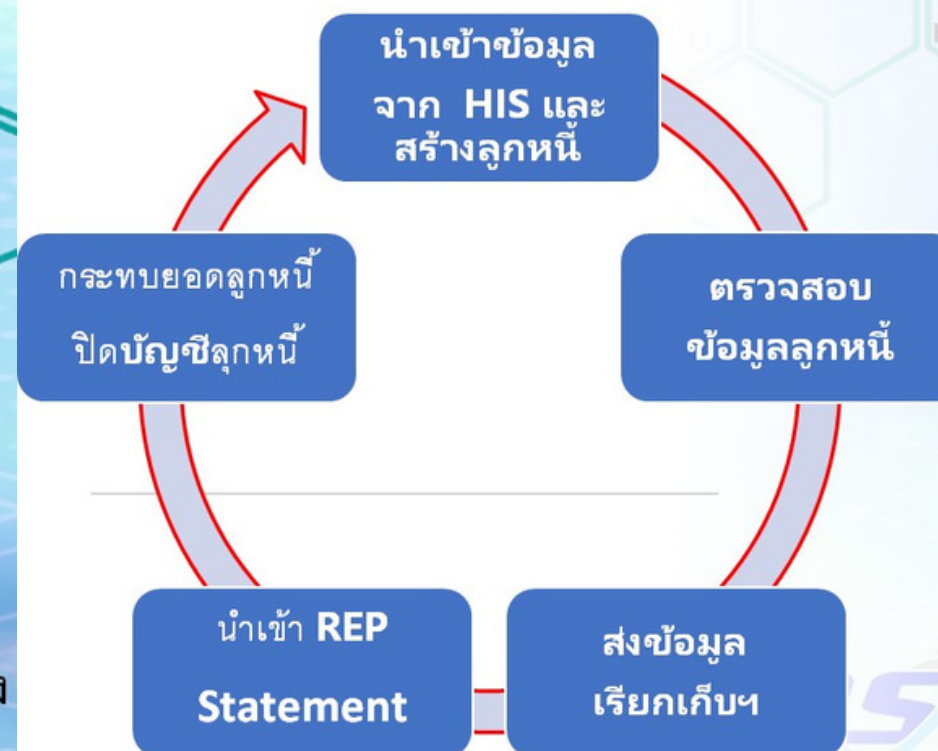 นำเข้าข้อมูล
จาก HIS และ
สร้างลูกหนี้
กระทบยอดลูกหนี้
ปิดบัญชีลุกหนี้
ตรวจสอบ
ข้อมูลลูกหนี้
นำเข้า REP
Statement
ส่งข้อมูล
เรียกเก็บฯ